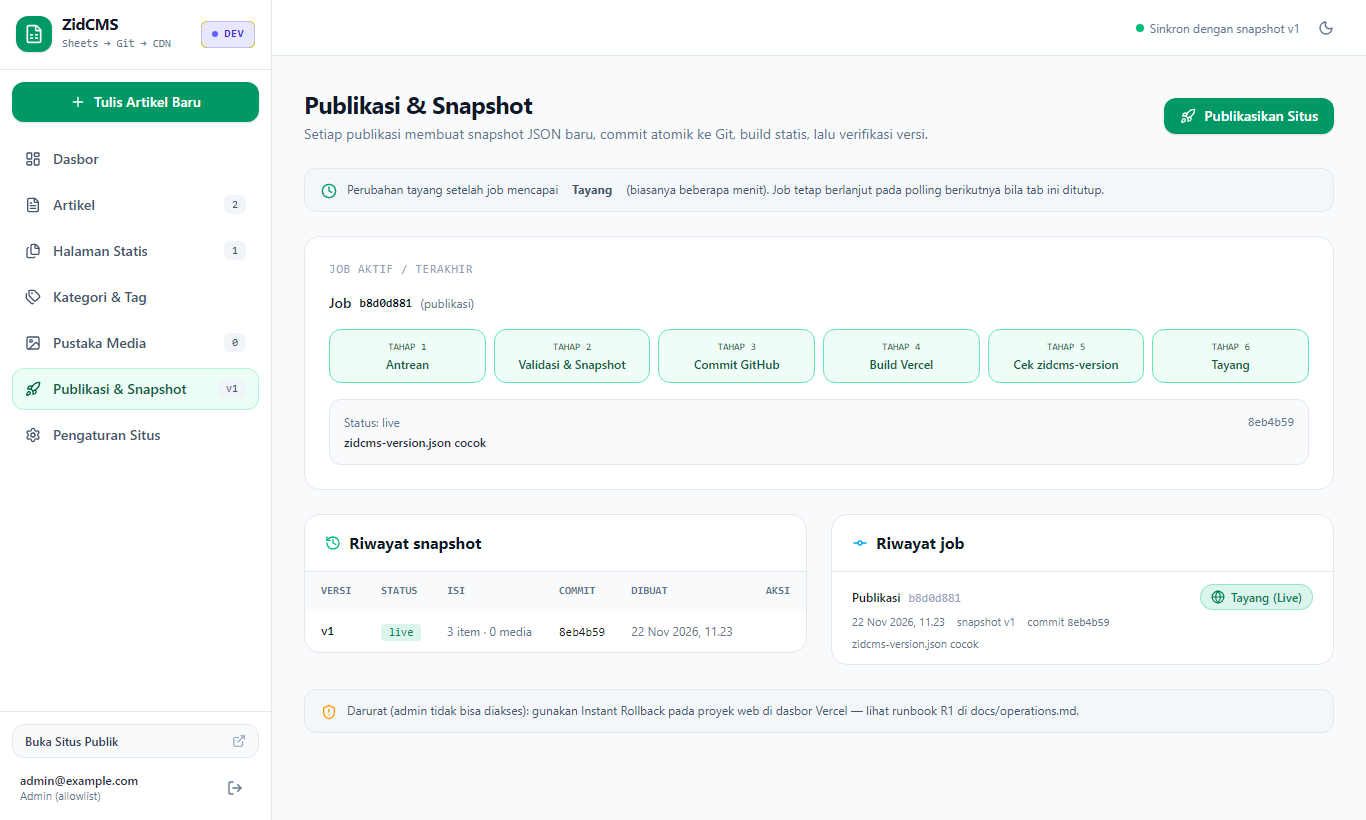 ZidCMS
Sheets → Git → CDN
DEV
Tulis Artikel Baru
Dasbor
Artikel 2
Halaman Statis 1
Kategori & Tag
Pustaka Media 0
Publikasi & Snapshot v1
Pengaturan Situs
Buka Situs Publik
admin@example.com
Admin (allowlist)
Sinkron dengan snapshot v1
Publikasi & Snapshot
Setiap publikasi membuat snapshot JSON baru, commit atomik ke Git, build statis, lalu verifikasi versi.
Publikasikan Situs
Perubahan tayang setelah job mencapai Tayang (biasanya beberapa menit). Job tetap berlanjut pada polling berikutnya bila tab ini ditutup.
JOB AKTIF / TERAKHIR
Job b8d0d881 (publikasi)
TAHAP 1
Antrean
TAHAP 2
Validasi & Snapshot
TAHAP 3
Commit GitHub
TAHAP 4
Build Vercel
TAHAP 5
Cek zidcms-version
TAHAP 6
Tayang
Status: live 8eb4b59
zidcms-version.json cocok
Riwayat snapshot
VERSI STATUS ISI COMMIT DIBUAT AKSI
v1 live 3 item · 0 media 8eb4b59 22 Nov 2026, 11.23
Riwayat job
Publikasi b8d0d881 Tayang (Live)
22 Nov 2026, 11.23 snapshot v1 commit 8eb4b59
zidcms-version.json cocok
Darurat (admin tidak bisa diakses): gunakan Instant Rollback pada proyek web di dasbor Vercel — lihat runbook R1 di docs/operations.md.